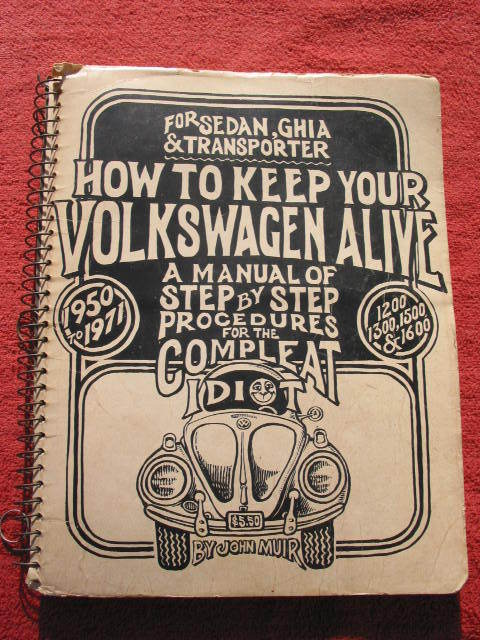 FOR SEDAN, GHIA
& TRANSPORTER
HOW TO KEEP YOUR
VOLKSWAGEN ALIVE
A MANUAL OF
STEP BY STEP
PROCEDURES
FOR THE
COMPLEAT
IDIOT
1950
TO
1971
1200
1300, 1500
& 1600
VW
$5.50
BY JOHN MUIR